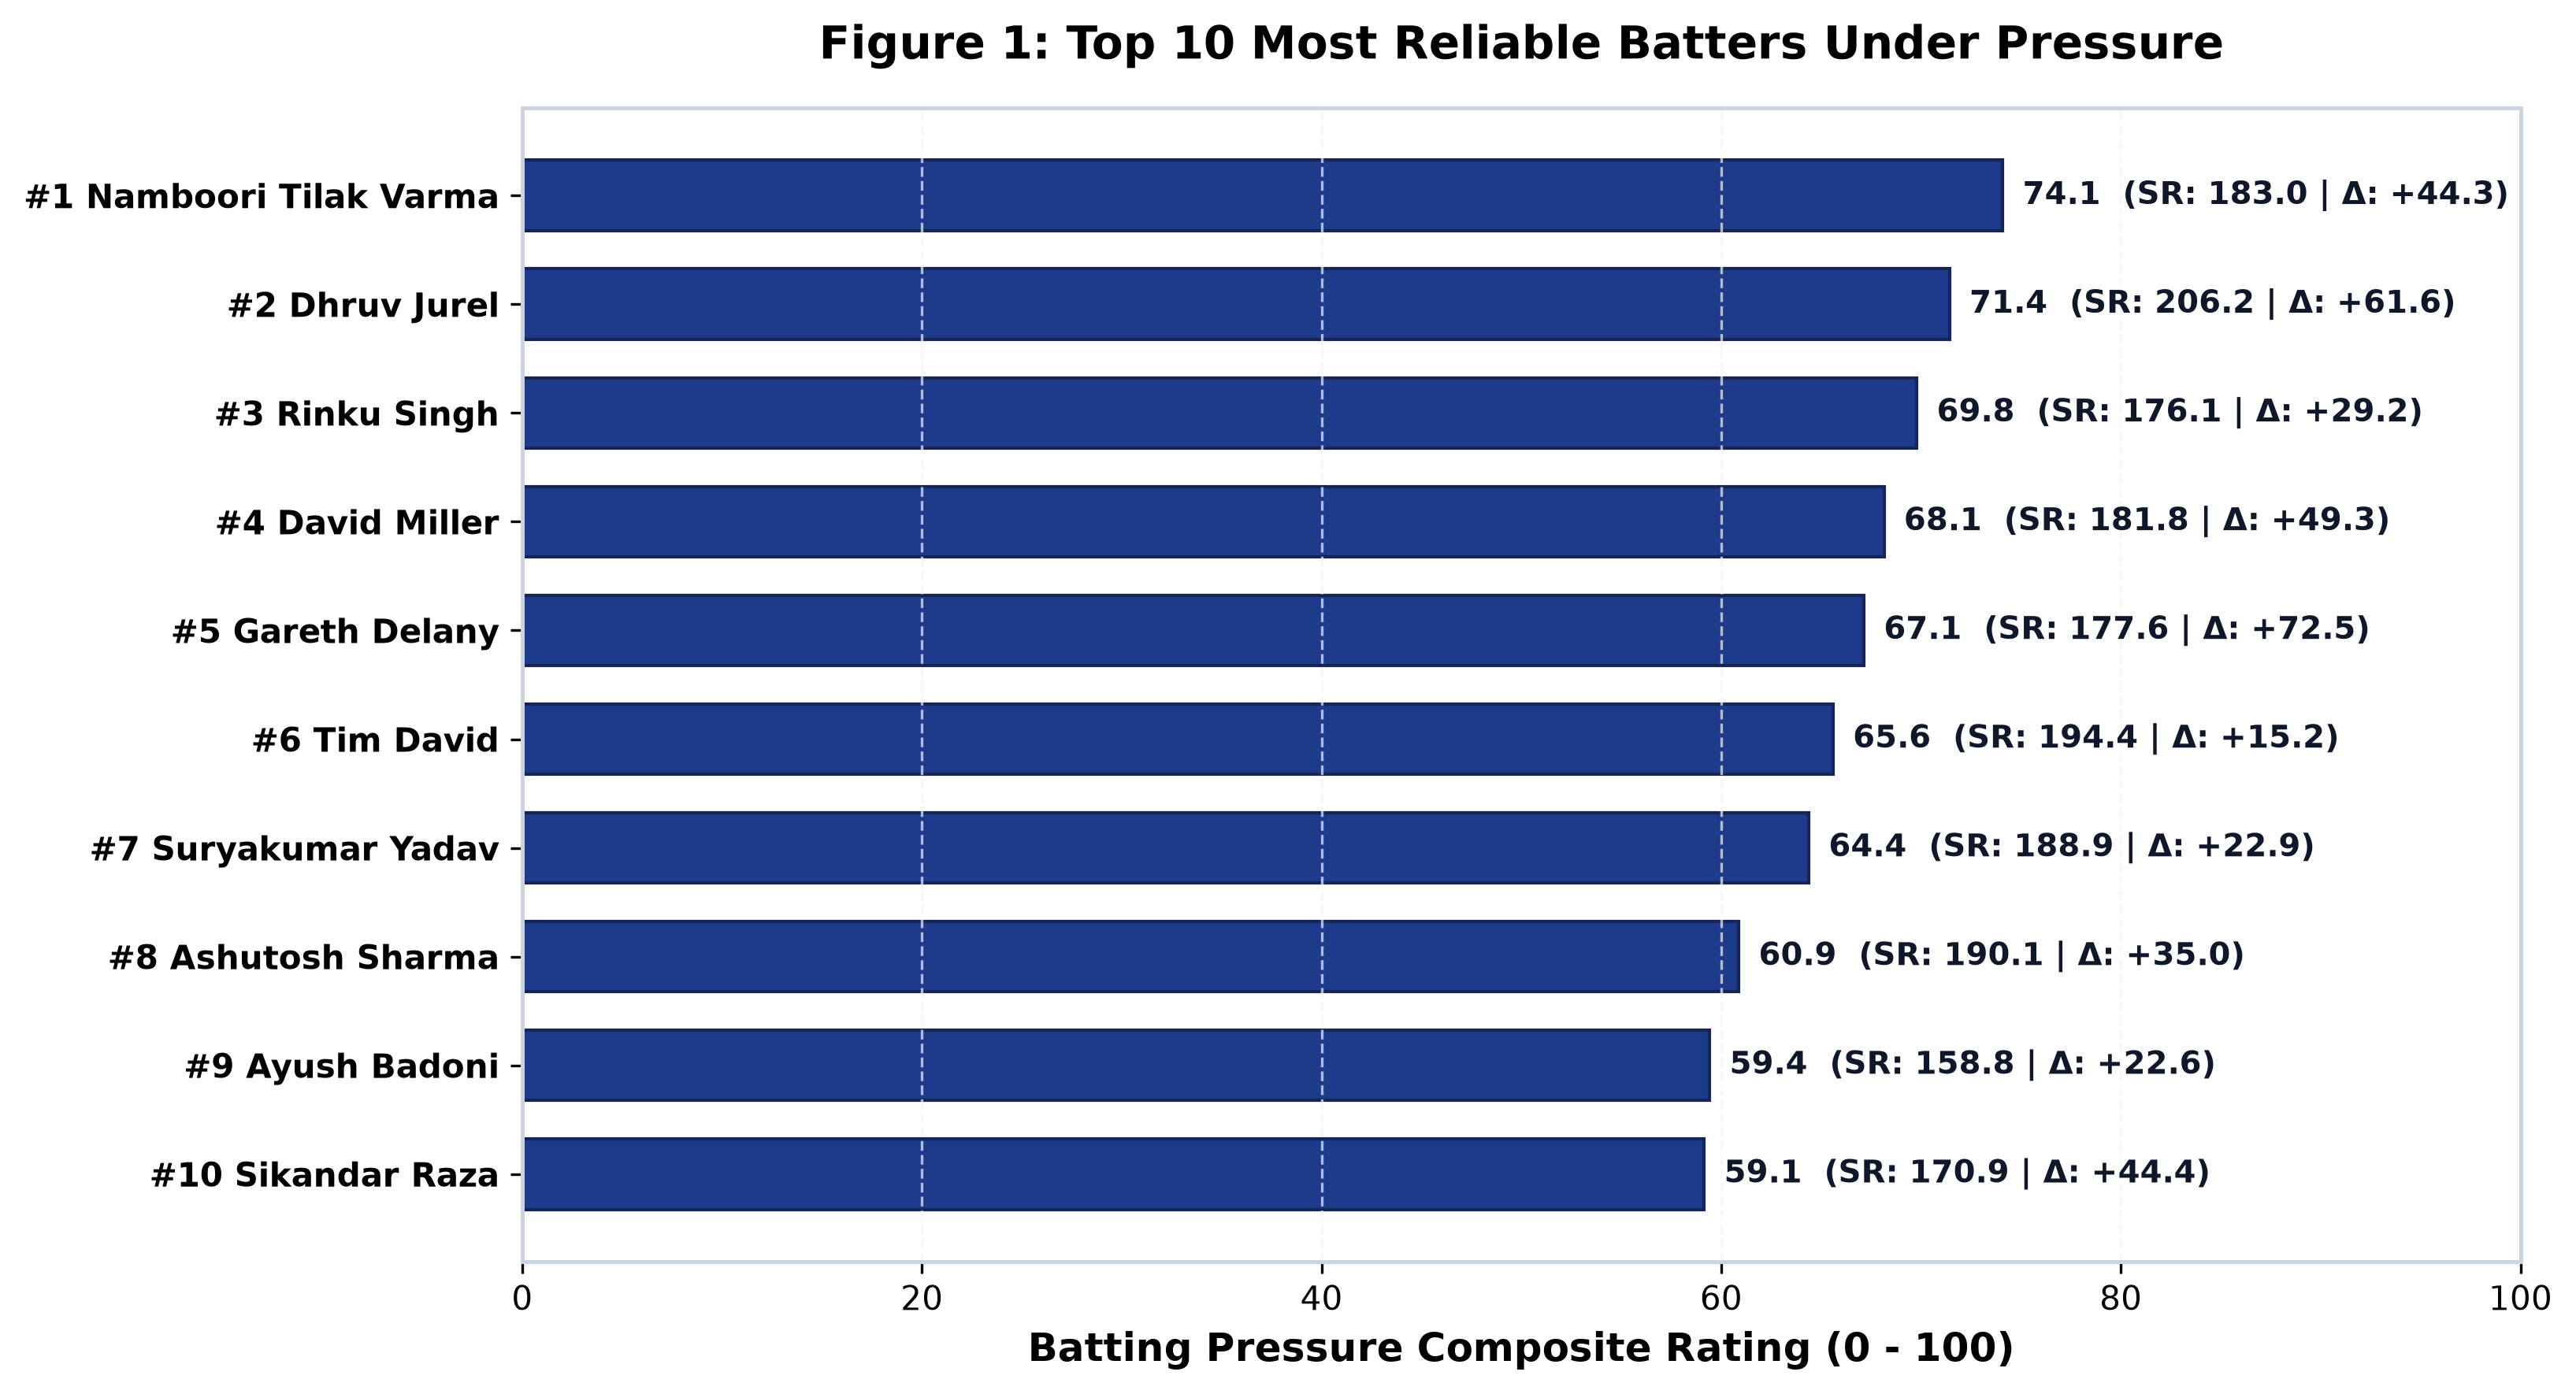 Figure 1: Top 10 Most Reliable Batters Under Pressure
#1 Namboori Tilak Varma 74.1 (SR: 183.0 | Δ: +44.3)
#2 Dhruv Jurel 71.4 (SR: 206.2 | Δ: +61.6)
#3 Rinku Singh 69.8 (SR: 176.1 | Δ: +29.2)
#4 David Miller 68.1 (SR: 181.8 | Δ: +49.3)
#5 Gareth Delany 67.1 (SR: 177.6 | Δ: +72.5)
#6 Tim David 65.6 (SR: 194.4 | Δ: +15.2)
#7 Suryakumar Yadav 64.4 (SR: 188.9 | Δ: +22.9)
#8 Ashutosh Sharma 60.9 (SR: 190.1 | Δ: +35.0)
#9 Ayush Badoni 59.4 (SR: 158.8 | Δ: +22.6)
#10 Sikandar Raza 59.1 (SR: 170.9 | Δ: +44.4)
0 20 40 60 80 100
Batting Pressure Composite Rating (0 - 100)